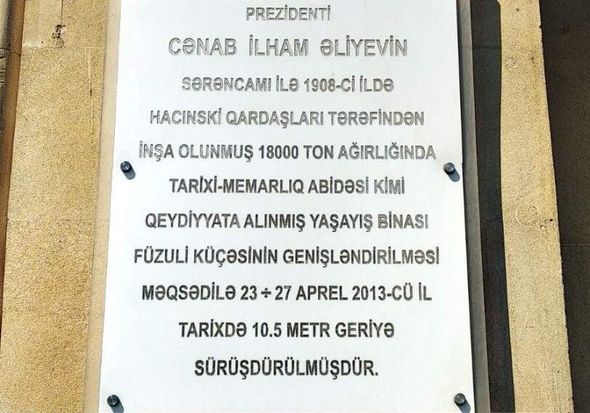 PREZİDENTİ
CƏNAB İLHAM ƏLİYEVİN
SƏRƏNCAMI İLƏ 1908-Cİ İLDƏ
HACINSKİ QARDAŞLARI TƏRƏFİNDƏN
İNŞA OLUNMUŞ 18000 TON AĞIRLIĞINDA
TARİXİ-MEMARLIQ ABİDƏSİ KİMİ
QEYDİYYATA ALINMIŞ YAŞAYIŞ BİNASI
FÜZULİ KÜÇƏSİNİN GENİŞLƏNDİRİLMƏSİ
MƏQSƏDİLƏ 23 ÷ 27 APREL 2013-CÜ İL
TARİXDƏ 10.5 METR GERİYƏ
SÜRÜŞDÜRÜLMÜŞDÜR.